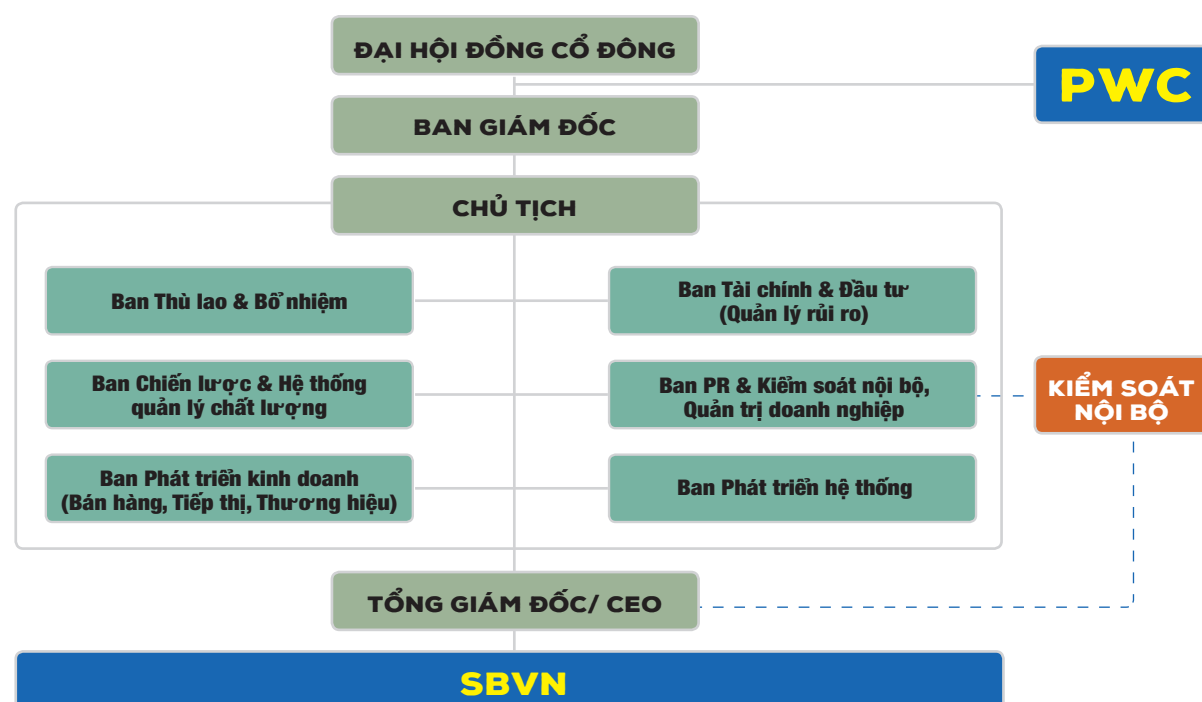 ĐẠI HỘI ĐỒNG CỔ ĐÔNG
PWC
BAN GIÁM ĐỐC
CHỦ TỊCH
Ban Thù lao & Bổ nhiệm
Ban Tài chính & Đầu tư
(Quản lý rủi ro)
Ban Chiến lược & Hệ thống
quản lý chất lượng
Ban PR & Kiểm soát nội bộ,
Quản trị doanh nghiệp
KIỂM SOÁT
NỘI BỘ
Ban Phát triển kinh doanh
(Bán hàng, Tiếp thị, Thương hiệu)
Ban Phát triển hệ thống
TỔNG GIÁM ĐỐC/ CEO
SBVN